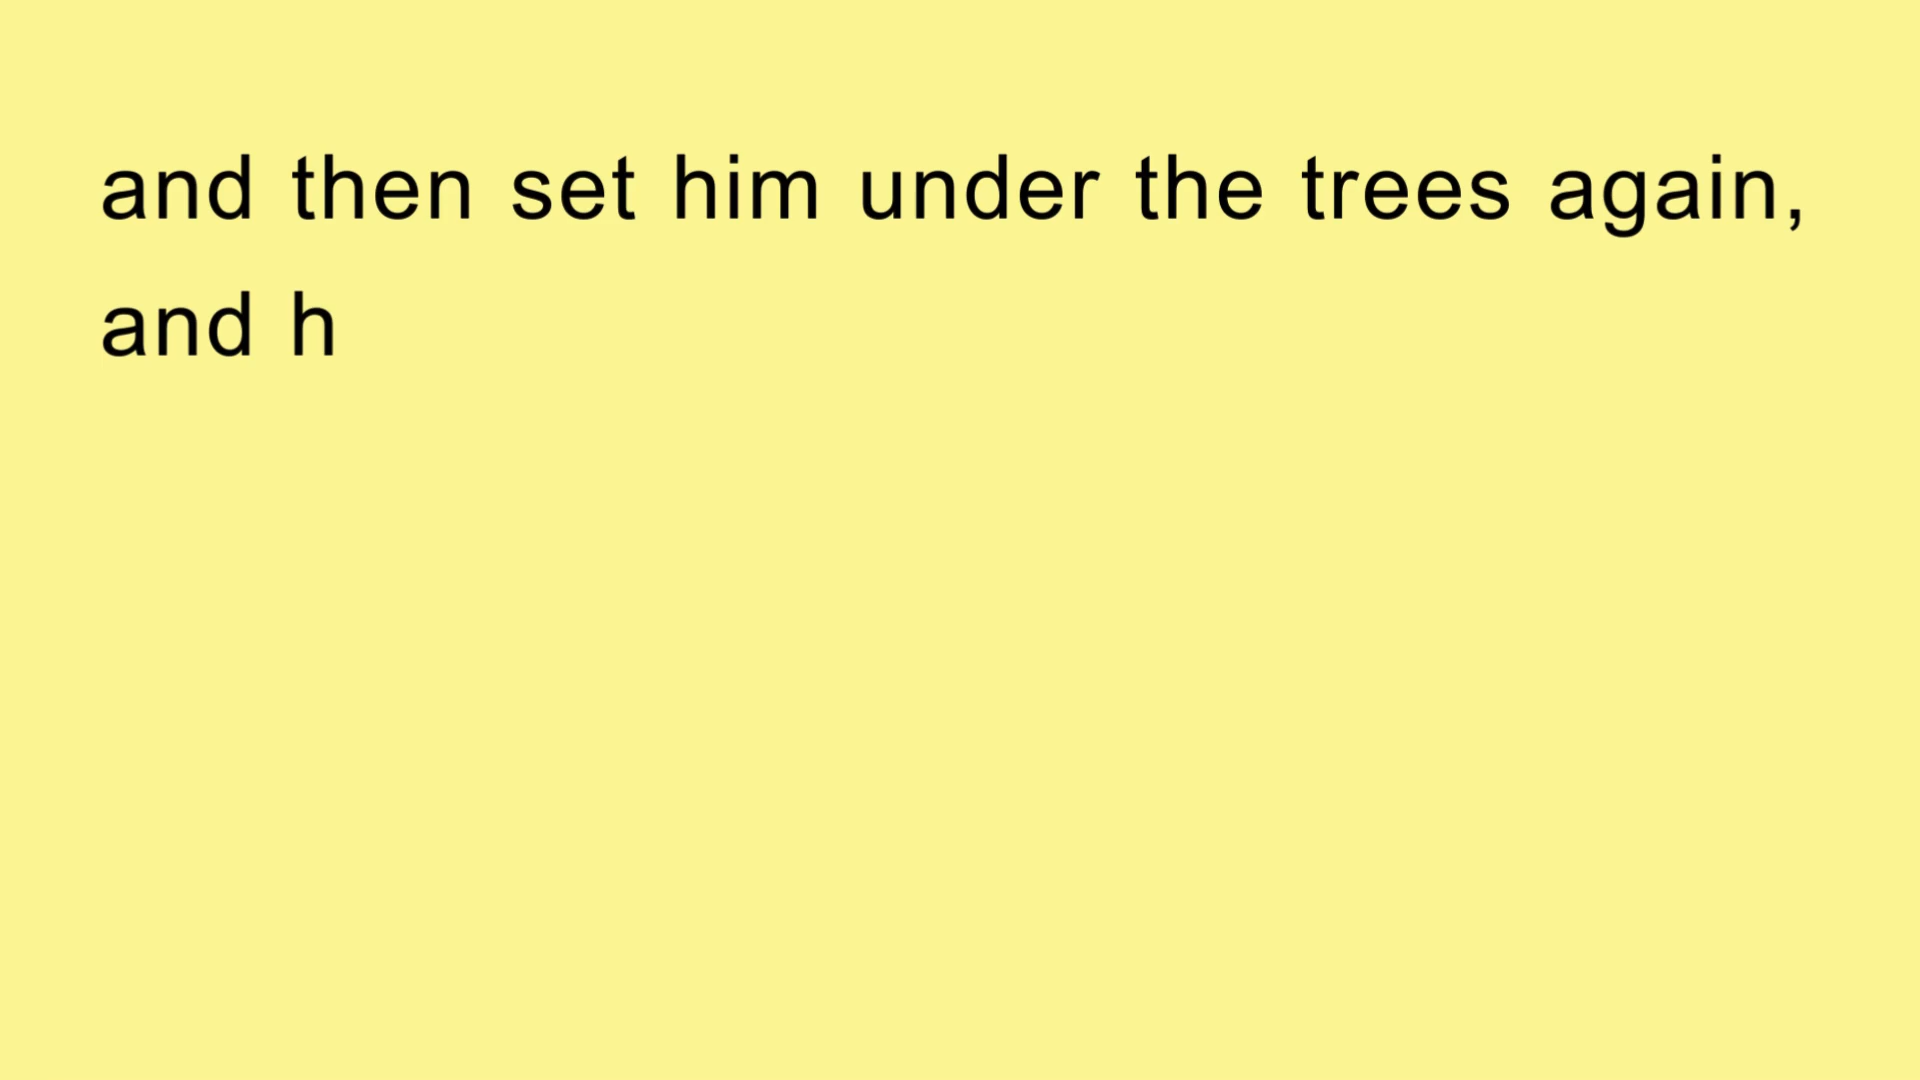 and then set him under the trees again,
and h